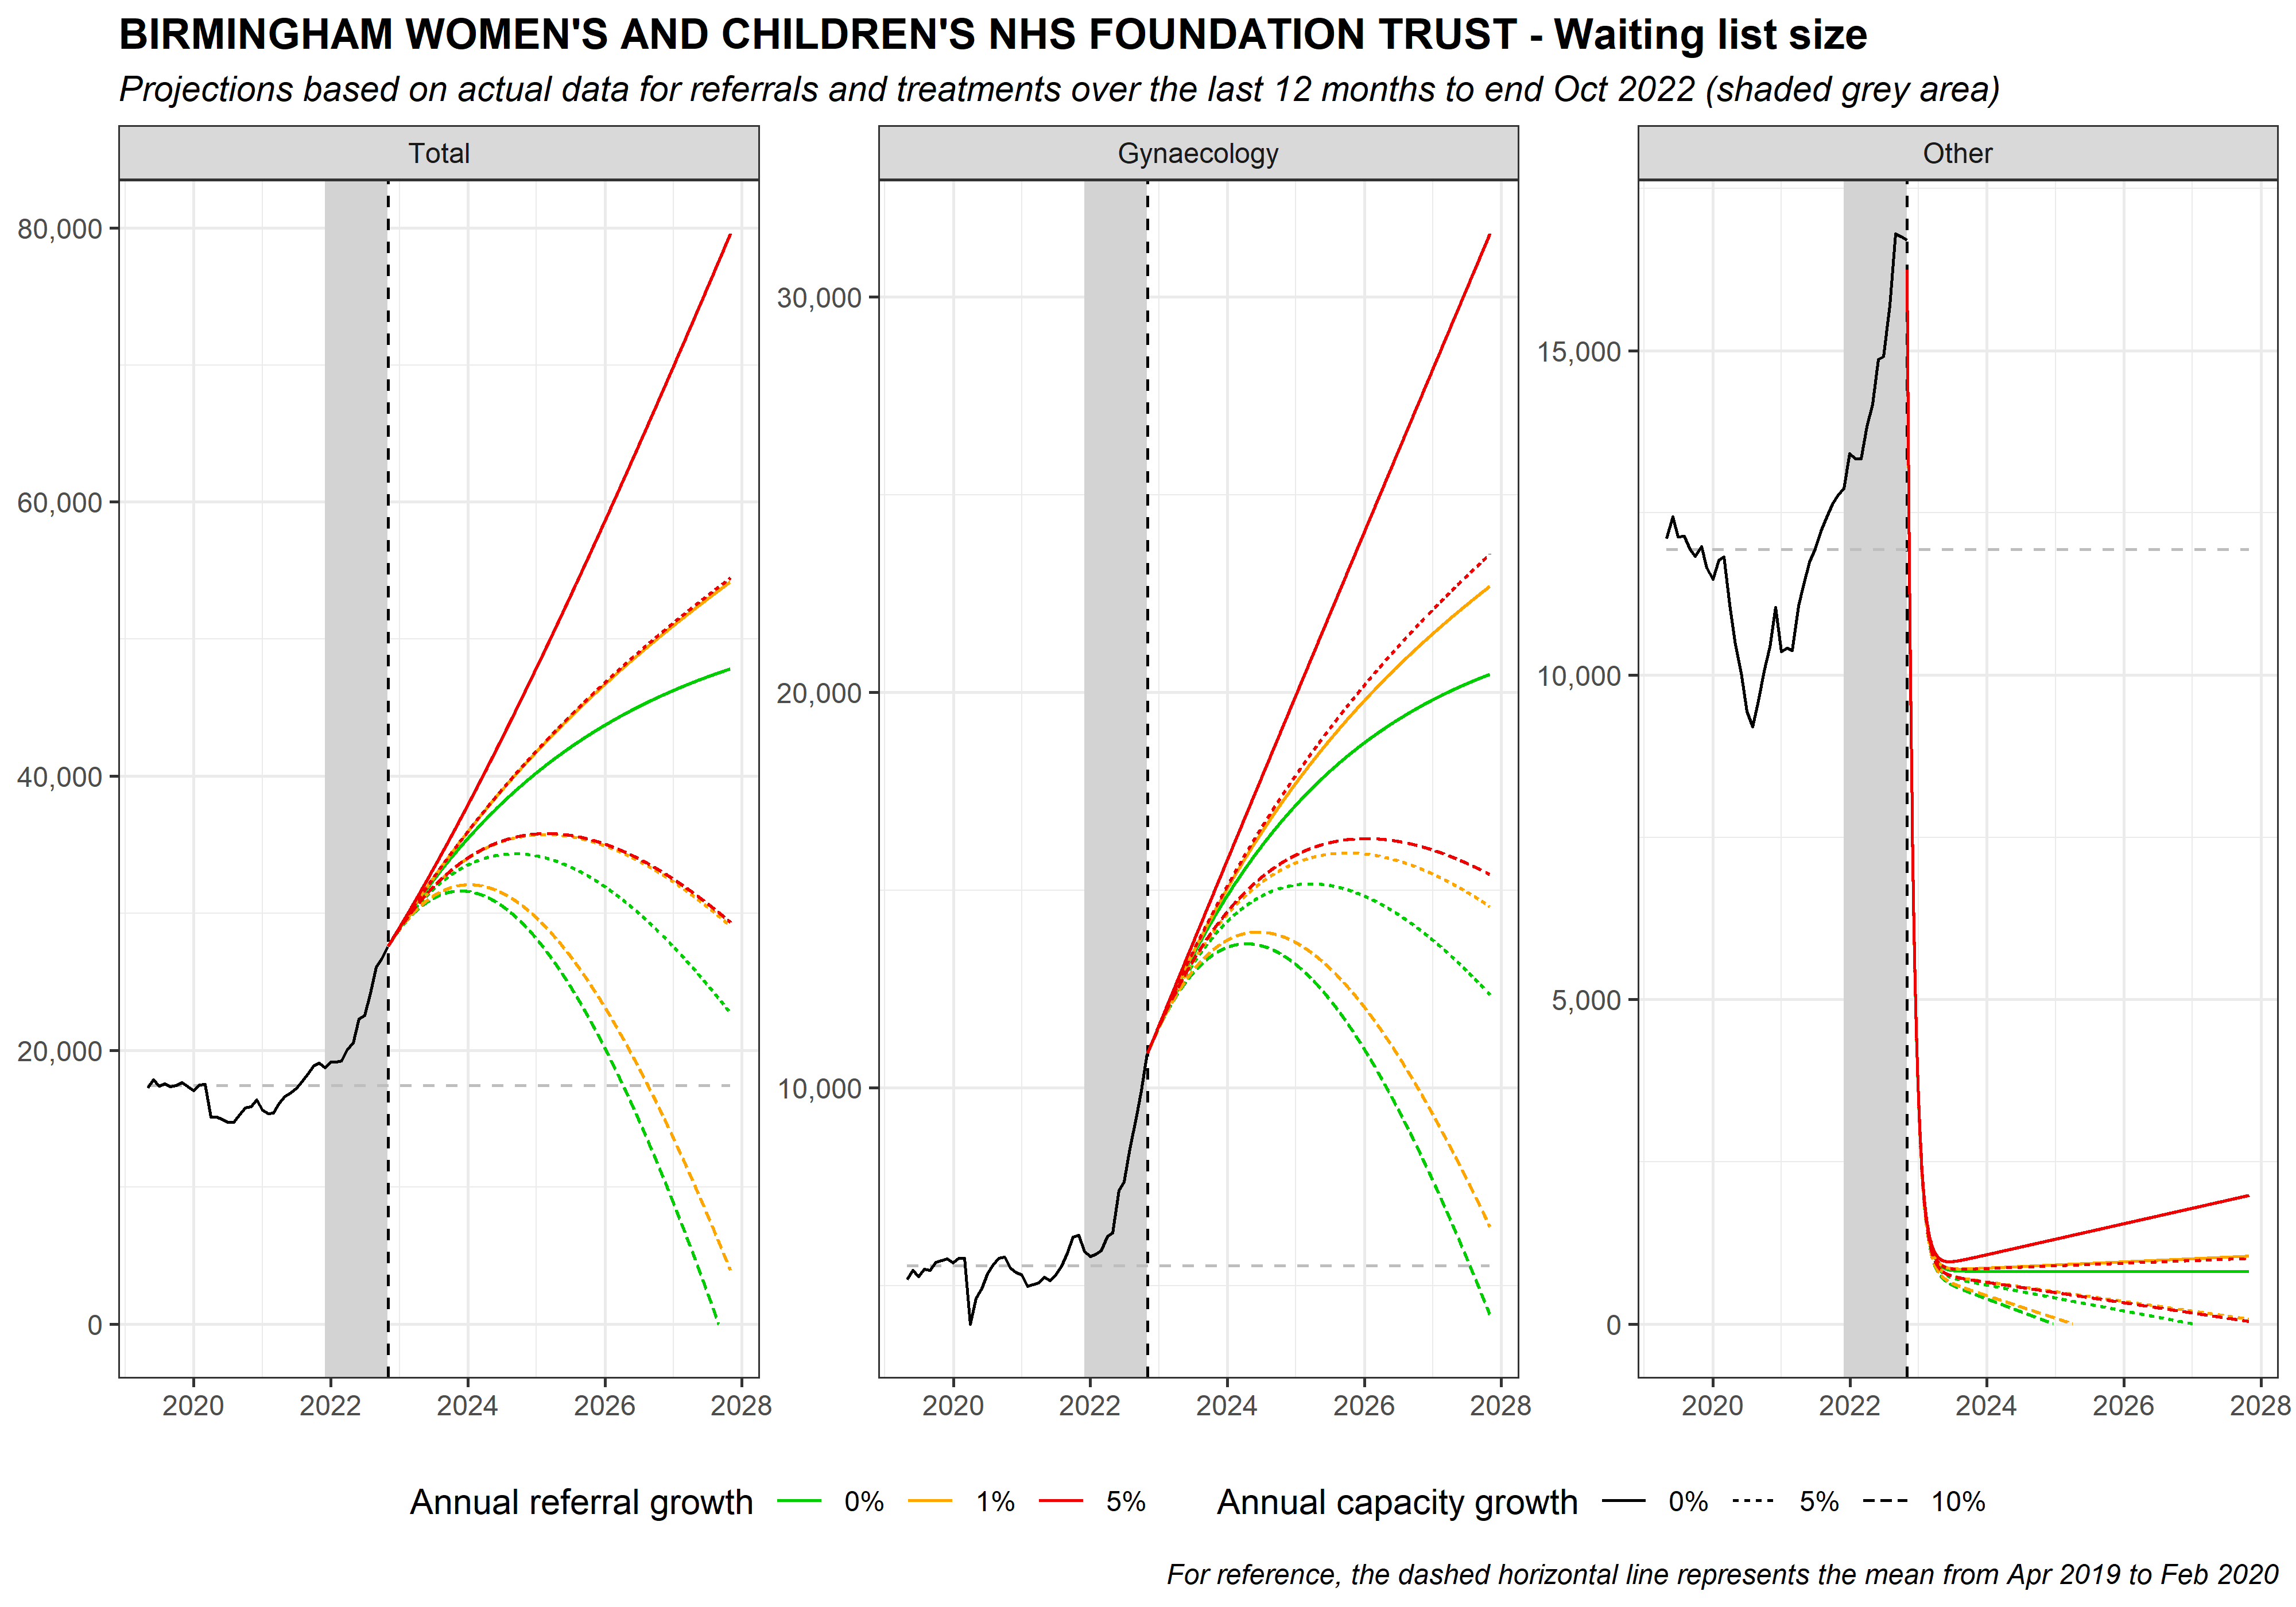 BIRMINGHAM WOMEN'S AND CHILDREN'S NHS FOUNDATION TRUST - Waiting list size
Projections based on actual data for referrals and treatments over the last 12 months to end Oct 2022 (shaded grey area)
Total
80,000
60,000
40,000
20,000
0
2020 2022 2024 2026 2028
Gynaecology
30,000
20,000
10,000
2020 2022 2024 2026 2028
Other
15,000
10,000
5,000
0
2020 2022 2024 2026 2028
Annual referral growth 0% 1% 5%
Annual capacity growth 0% 5% 10%
For reference, the dashed horizontal line represents the mean from Apr 2019 to Feb 2020